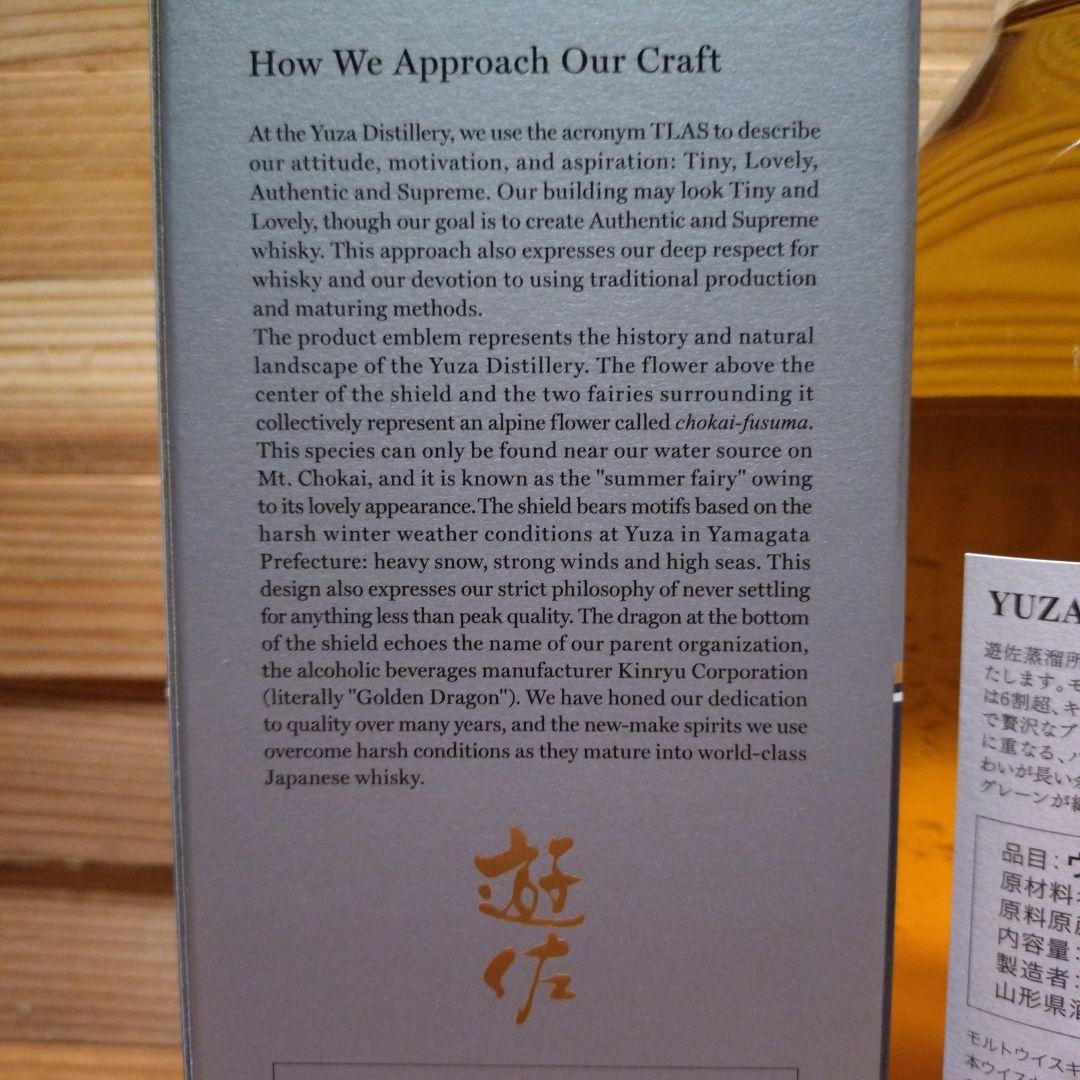 How We Approach Our Craft
At the Yuza Distillery, we use the acronym TLAS to describe
our attitude, motivation, and aspiration: Tiny, Lovely,
Authentic and Supreme. Our building may look Tiny and
Lovely, though our goal is to create Authentic and Supreme
whisky. This approach also expresses our deep respect for
whisky and our devotion to using traditional production
and maturing methods.
The product emblem represents the history and natural
landscape of the Yuza Distillery. The flower above the
center of the shield and the two fairies surrounding it
collectively represent an alpine flower called chokai-fusuma.
This species can only be found near our water source on
Mt. Chokai, and it is known as the "summer fairy" owing
to its lovely appearance. The shield bears motifs based on the
harsh winter weather conditions at Yuza in Yamagata
Prefecture: heavy snow, strong winds and high seas. This
design also expresses our strict philosophy of never settling
for anything less than peak quality. The dragon at the bottom
of the shield echoes the name of our parent organization,
the alcoholic beverages manufacturer Kinryu Corporation
(literally "Golden Dragon"). We have honed our dedication
to quality over many years, and the new-make spirits we use
overcome harsh conditions as they mature into world-class
Japanese whisky.
遊
佐
YUZA
遊佐蒸溜所
たします。モ
は6割超、キ
で贅沢なブ
に重なる、バ
わいが長い余
グレーンが
品目:ウ
原材料
原料原産
内容量:
製造者:
山形県酒
モルトウイスキ
本ウイス